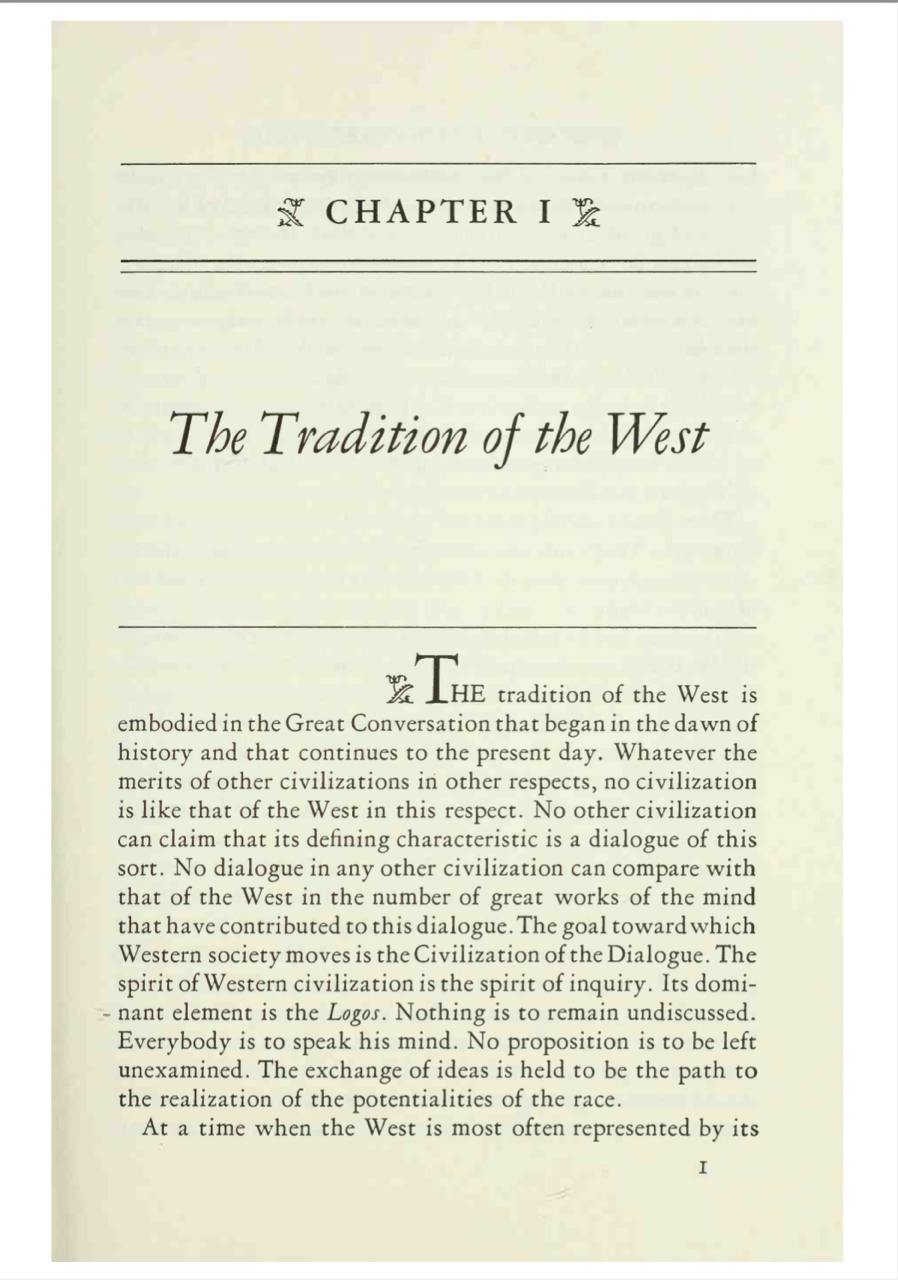 CHAPTER I
The Tradition of the West
THE tradition of the West is
embodied in the Great Conversation that began in the dawn of
history and that continues to the present day. Whatever the
merits of other civilizations in other respects, no civilization
is like that of the West in this respect. No other civilization
can claim that its defining characteristic is a dialogue of this
sort. No dialogue in any other civilization can compare with
that of the West in the number of great works of the mind
that have contributed to this dialogue. The goal toward which
Western society moves is the Civilization of the Dialogue. The
spirit of Western civilization is the spirit of inquiry. Its domi-
nant element is the Logos. Nothing is to remain undiscussed.
Everybody is to speak his mind. No proposition is to be left
unexamined. The exchange of ideas is held to be the path to
the realization of the potentialities of the race.
At a time when the West is most often represented by its
I